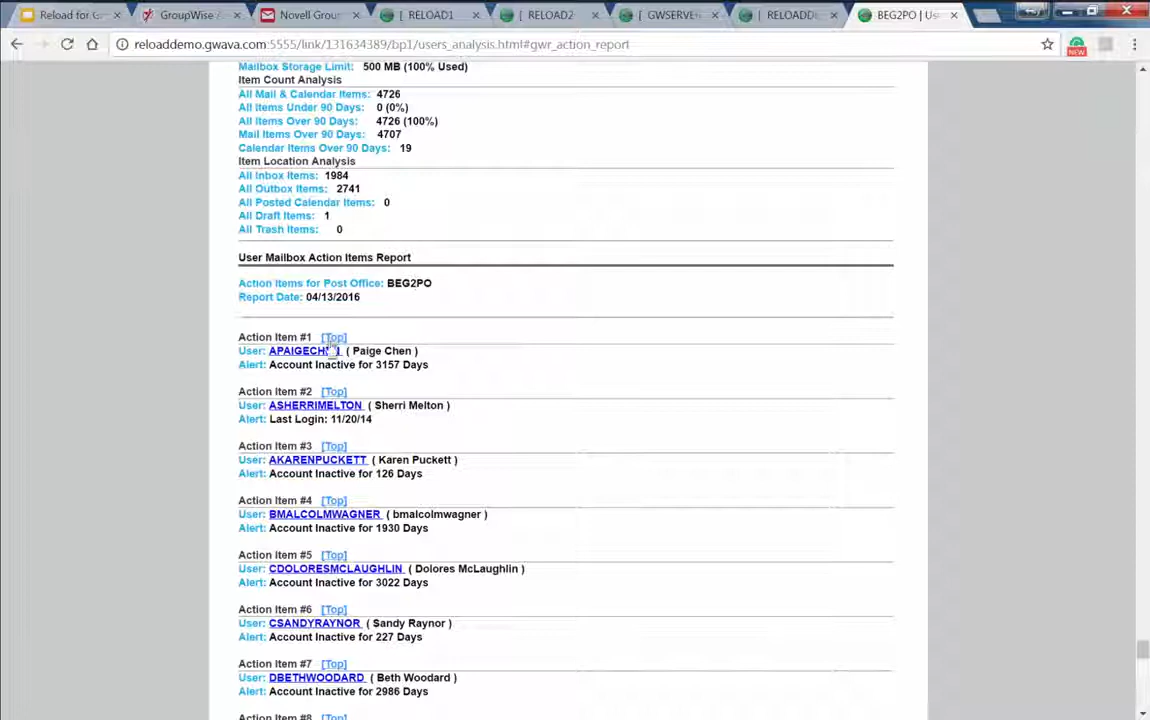 Reload for G
GroupWise
Novell Grou
[ RELOAD1
[ RELOAD2
[ GWSERVE
[ RELOADD
BEG2PO | Us
reloaddemo.gwava.com:5555/link/131634389/bp1/users_analysis.html#gwr_action_report
NEW
Mailbox Storage Limit: 500 MB (100% Used)
Item Count Analysis
All Mail & Calendar Items: 4726
All Items Under 90 Days: 0 (0%)
All Items Over 90 Days: 4726 (100%)
Mail Items Over 90 Days: 4707
Calendar Items Over 90 Days: 19
Item Location Analysis
All Inbox Items: 1984
All Outbox Items: 2741
All Posted Calendar Items: 0
All Draft Items: 1
All Trash Items: 0
User Mailbox Action Items Report
Action Items for Post Office: BEG2PO
Report Date: 04/13/2016
Action Item #1 [Top]
User: APAIGECHEN ( Paige Chen )
Alert: Account Inactive for 3157 Days
Action Item #2 [Top]
User: ASHERRIMELTON ( Sherri Melton )
Alert: Last Login: 11/20/14
Action Item #3 [Top]
User: AKARENPUCKETT ( Karen Puckett )
Alert: Account Inactive for 126 Days
Action Item #4 [Top]
User: BMALCOLMWAGNER ( bmalcolmwagner )
Alert: Account Inactive for 1930 Days
Action Item #5 [Top]
User: CDOLORESMCLAUGHLIN ( Dolores McLaughlin )
Alert: Account Inactive for 3022 Days
Action Item #6 [Top]
User: CSANDYRAYNOR ( Sandy Raynor )
Alert: Account Inactive for 227 Days
Action Item #7 [Top]
User: DBETHWOODARD ( Beth Woodard )
Alert: Account Inactive for 2986 Days
Action Item #8 [Top]